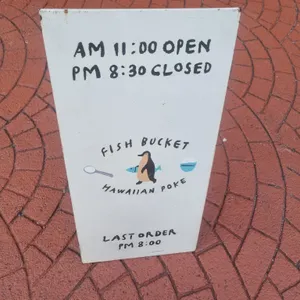 AM 11:00 OPEN
PM 8:30 CLOSED
FISH BUCKET
HAWAIIAN POKE
LAST ORDER
PM 8:00